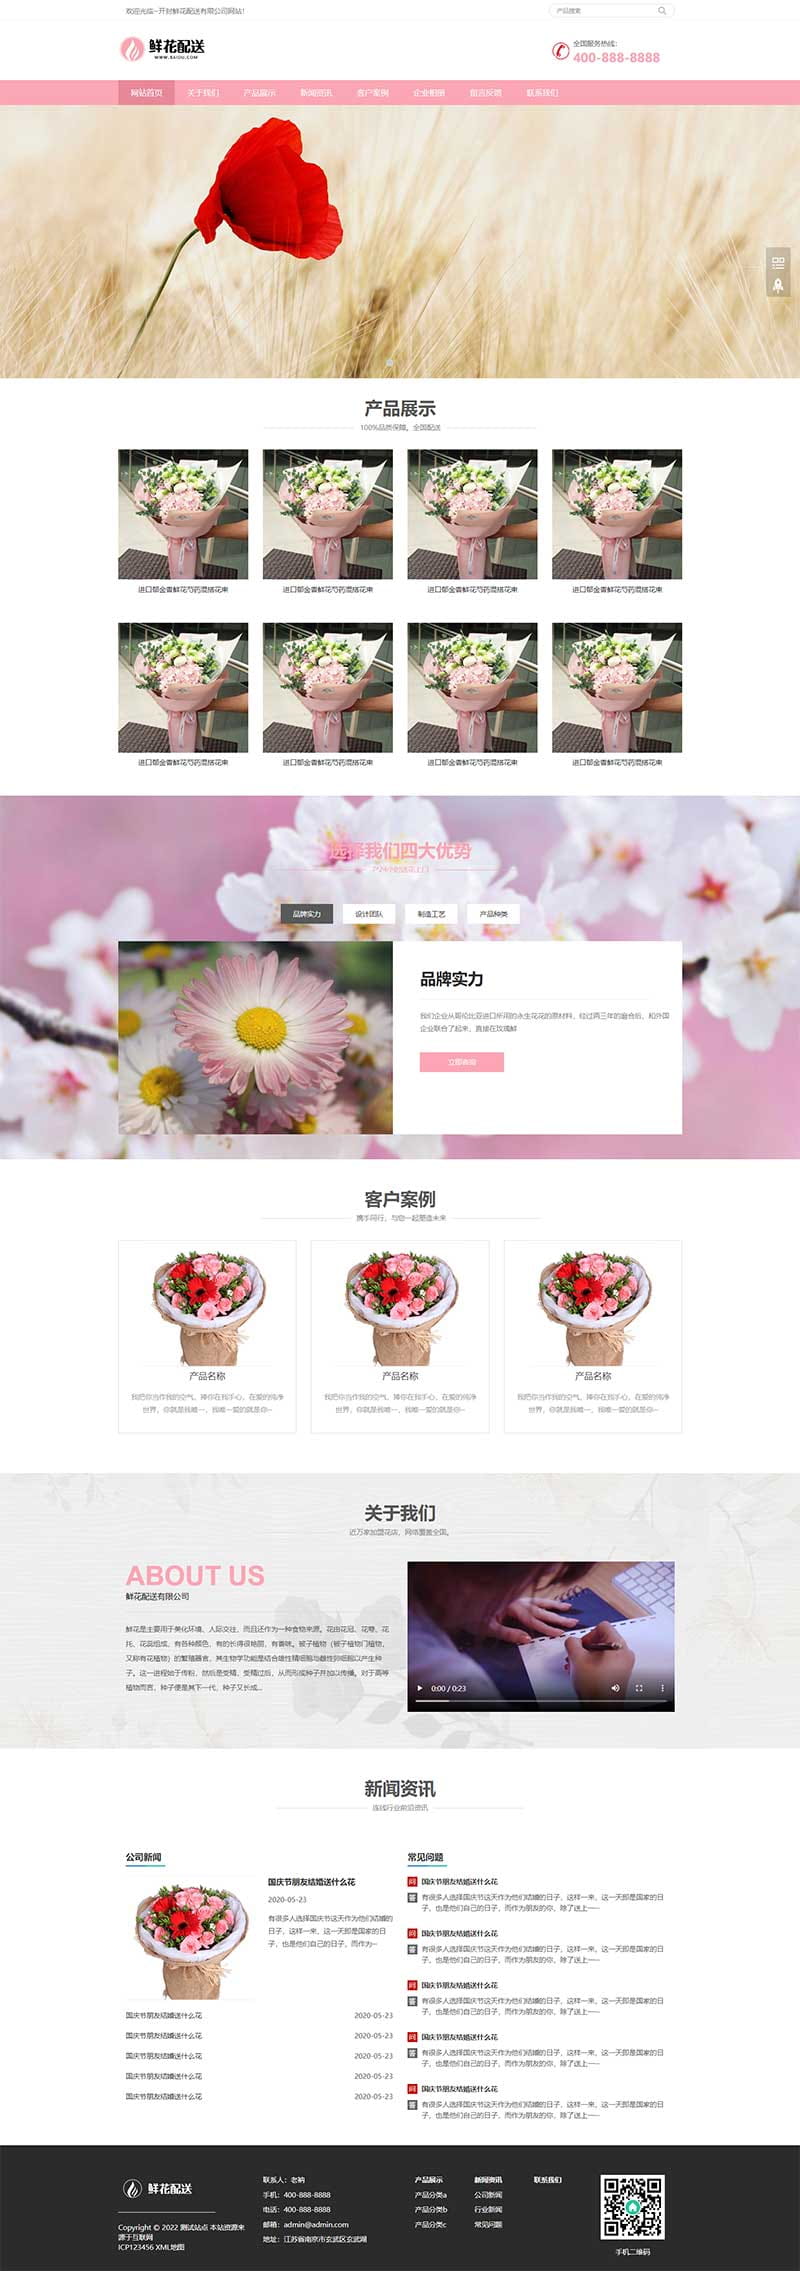 欢迎光临~开封鲜花配送有限公司网站!
产品搜索
鲜花配送
全国服务热线:
400-888-8888
网站首页 关于我们 产品展示 新闻资讯 客户案例 企业相册 留言反馈 联系我们
产品展示
100%品质保障, 全国配送
进口郁金香鲜花芍药混搭花束 进口郁金香鲜花芍药混搭花束 进口郁金香鲜花芍药混搭花束 进口郁金香鲜花芍药混搭花束
进口郁金香鲜花芍药混搭花束 进口郁金香鲜花芍药混搭花束 进口郁金香鲜花芍药混搭花束 进口郁金香鲜花芍药混搭花束
选择我们四大优势
品牌实力 设计团队 制造工艺 产品种类
品牌实力
我们企业从哥伦比亚进口所用的永生花花的原材料, 经过两三年的磨合后, 和外国
企业联合了起来, 直接在玫瑰鲜
立即咨询
客户案例
携手同行, 与您一起塑造未来
产品名称 产品名称 产品名称
我把你当作我的空气、捧你在我手心, 在爱的纯净
世界, 你就是我唯一, 我唯一爱的就是你~
我把你当作我的空气、捧你在我手心, 在爱的纯净
世界, 你就是我唯一, 我唯一爱的就是你~
我把你当作我的空气、捧你在我手心, 在爱的纯净
世界, 你就是我唯一, 我唯一爱的就是你~
关于我们
近万家加盟花店, 网络覆盖全国。
ABOUT US
鲜花配送有限公司
鲜花是主要用于美化环境、人际交往, 而且还作为一种食物来源。花由花冠、花萼、花
托、花蕊组成, 有各种颜色, 有的长得很艳丽, 有香味。被子植物 (被子植物门植物,
又称有花植物) 的繁殖器官, 其生物学功能是结合雄性精细胞与雌性卵细胞以产生种
子。这一进程始于传粉, 然后是受精、受精过后, 从而形成种子并加以传播。对于高等
植物而言, 种子便是其下一代, 种子又长成...
0:00 / 0:23
新闻资讯
连线行业前沿资讯
公司新闻
国庆节朋友结婚送什么花
2020-05-23
有很多人选择国庆节这天作为他们结婚的
日子, 这样一来, 这一天即是国家的日
子, 也是他们自己的日子, 而作为~
国庆节朋友结婚送什么花 2020-05-23
国庆节朋友结婚送什么花 2020-05-23
国庆节朋友结婚送什么花 2020-05-23
国庆节朋友结婚送什么花 2020-05-23
国庆节朋友结婚送什么花 2020-05-23
常见问题
问 国庆节朋友结婚送什么花
答 有很多人选择国庆节这天作为他们结婚的日子, 这样一来, 这一天即是国家的日
子, 也是他们自己的日子, 而作为朋友的你, 除了送上一~
问 国庆节朋友结婚送什么花
答 有很多人选择国庆节这天作为他们结婚的日子, 这样一来, 这一天即是国家的日
子, 也是他们自己的日子, 而作为朋友的你, 除了送上一~
问 国庆节朋友结婚送什么花
答 有很多人选择国庆节这天作为他们结婚的日子, 这样一来, 这一天即是国家的日
子, 也是他们自己的日子, 而作为朋友的你, 除了送上一~
问 国庆节朋友结婚送什么花
答 有很多人选择国庆节这天作为他们结婚的日子, 这样一来, 这一天即是国家的日
子, 也是他们自己的日子, 而作为朋友的你, 除了送上一~
问 国庆节朋友结婚送什么花
答 有很多人选择国庆节这天作为他们结婚的日子, 这样一来, 这一天即是国家的日
子, 也是他们自己的日子, 而作为朋友的你, 除了送上一~
鲜花配送
Copyright © 2022 测试站点 本站资源来
源于互联网
ICP123456 XML地图
联系人: 老衲
手机: 400-888-8888
电话: 400-888-8888
邮箱: admin@admin.com
地址: 江苏省南京市玄武区玄武湖
产品展示
产品分类a
产品分类b
产品分类c
新闻资讯
公司新闻
行业新闻
常见问题
联系我们
手机二维码